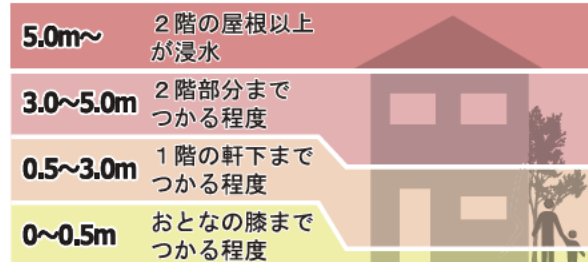 5.0m～
２階の屋根以上
が浸水
3.0～5.0m
２階部分まで
つかる程度
0.5～3.0m
１階の軒下まで
つかる程度
0～0.5m
おとなの膝まで
つかる程度